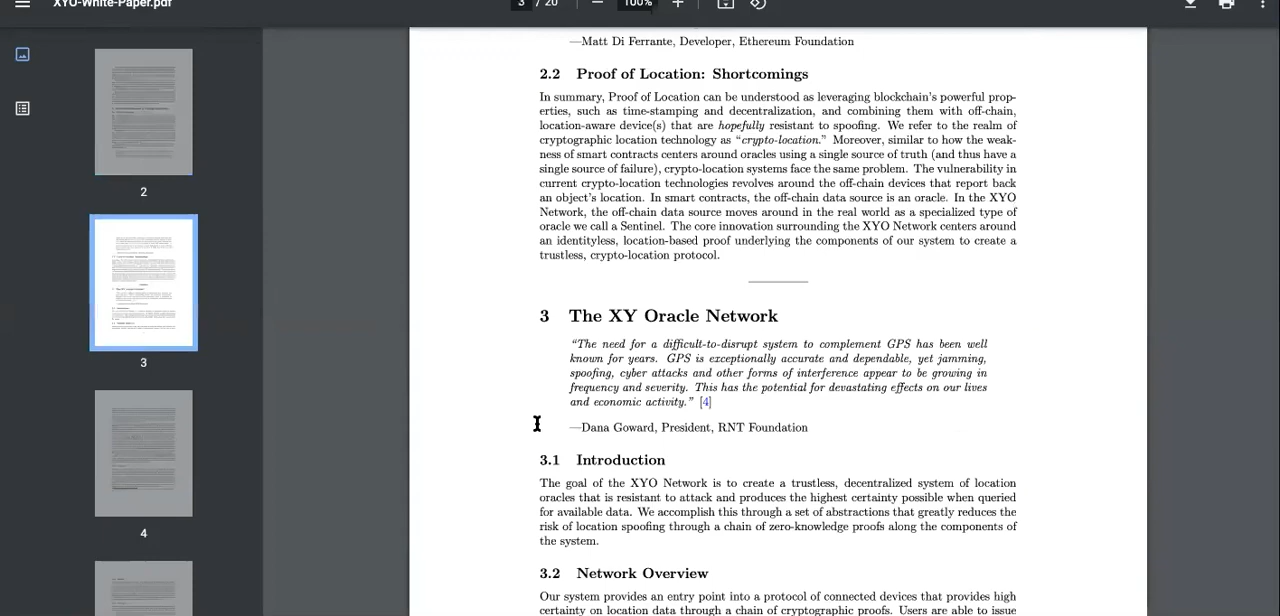 XYO-White-Paper.pdf
3 / 20
100%
2
3
4
—Matt Di Ferrante, Developer, Ethereum Foundation
2.2 Proof of Location: Shortcomings
In summary, Proof of Location can be understood as leveraging blockchain's powerful prop-
erties, such as time-stamping and decentralization, and combining them with off-chain,
location-aware device(s) that are hopefully resistant to spoofing. We refer to the realm of
cryptographic location technology as “crypto-location.” Moreover, similar to how the weak-
ness of smart contracts centers around oracles using a single source of truth (and thus have a
single source of failure), crypto-location systems face the same problem. The vulnerability in
current crypto-location technologies revolves around the off-chain devices that report back
an object's location. In smart contracts, the off-chain data source is an oracle. In the XYO
Network, the off-chain data source moves around in the real world as a specialized type of
oracle we call a Sentinel. The core innovation surrounding the XYO Network centers around
an identityless, location-based proof underlying the components of our system to create a
trustless, crypto-location protocol.
3 The XY Oracle Network
“The need for a difficult-to-disrupt system to complement GPS has been well
known for years. GPS is exceptionally accurate and dependable, yet jamming,
spoofing, cyber attacks and other forms of interference appear to be growing in
frequency and severity. This has the potential for devastating effects on our lives
and economic activity.” [4]
—Dana Goward, President, RNT Foundation
3.1 Introduction
The goal of the XYO Network is to create a trustless, decentralized system of location
oracles that is resistant to attack and produces the highest certainty possible when queried
for available data. We accomplish this through a set of abstractions that greatly reduces the
risk of location spoofing through a chain of zero-knowledge proofs along the components of
the system.
3.2 Network Overview
Our system provides an entry point into a protocol of connected devices that provides high
certainty on location data through a chain of cryptographic proofs. Users are able to issue